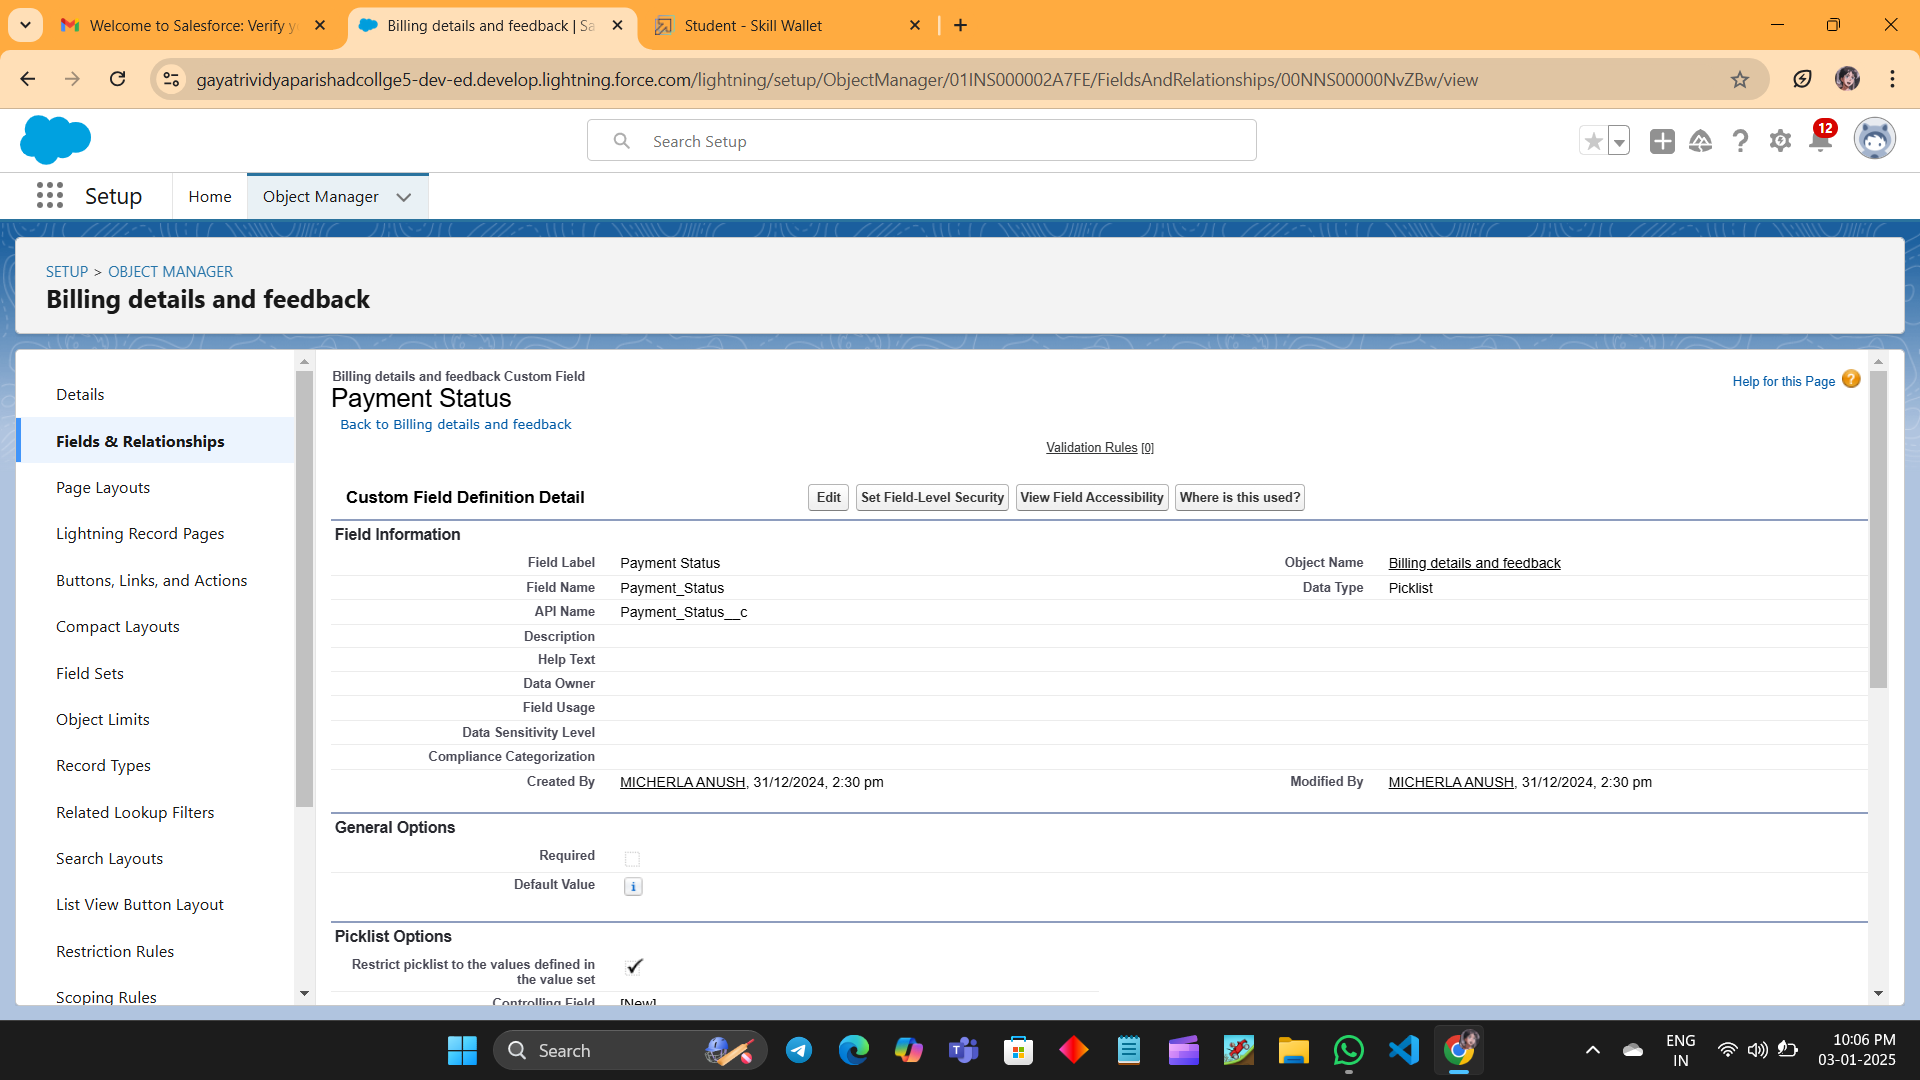 Welcome to Salesforce: Verify y
Billing details and feedback | Sa
Student - Skill Wallet
gayatrividyaparishadcollge5-dev-ed.develop.lightning.force.com/lightning/setup/ObjectManager/01INS000002A7FE/FieldsAndRelationships/00NNS00000NvZBw/view
Search Setup
12
Setup
Home
Object Manager
SETUP > OBJECT MANAGER
Billing details and feedback
Details
Fields & Relationships
Page Layouts
Lightning Record Pages
Buttons, Links, and Actions
Compact Layouts
Field Sets
Object Limits
Record Types
Related Lookup Filters
Search Layouts
List View Button Layout
Restriction Rules
Scoping Rules
Billing details and feedback Custom Field
Payment Status
Back to Billing details and feedback
Help for this Page
Validation Rules [0]
Custom Field Definition Detail
Edit
Set Field-Level Security
View Field Accessibility
Where is this used?
Field Information
Field Label Payment Status Object Name Billing details and feedback
Field Name Payment_Status Data Type Picklist
API Name Payment_Status__c
Description
Help Text
Data Owner
Field Usage
Data Sensitivity Level
Compliance Categorization
Created By MICHERLA ANUSH, 31/12/2024, 2:30 pm Modified By MICHERLA ANUSH, 31/12/2024, 2:30 pm
General Options
Required
Default Value
Picklist Options
Restrict picklist to the values defined in
the value set
Controlling Field [New]
Search
ENG
IN
10:06 PM
03-01-2025